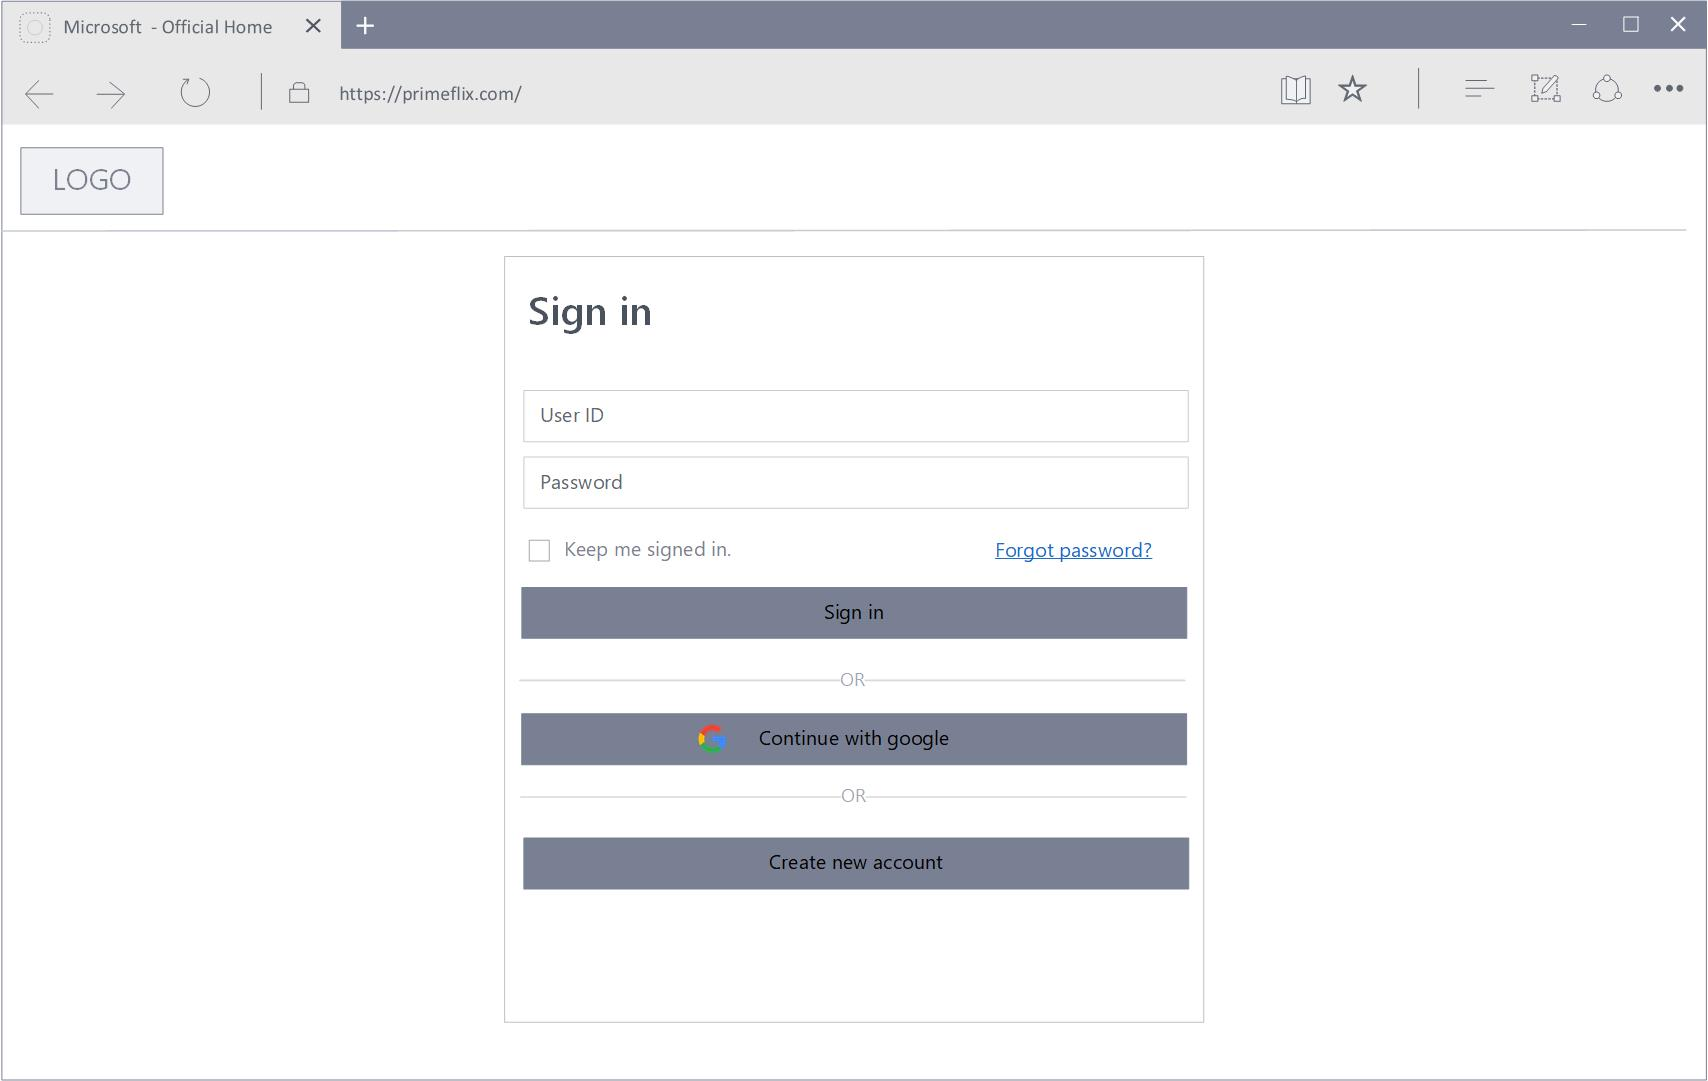 Microsoft - Official Home
https://primeflix.com/
LOGO
Sign in
User ID
Password
Keep me signed in. Forgot password?
Sign in
OR
Continue with google
OR
Create new account